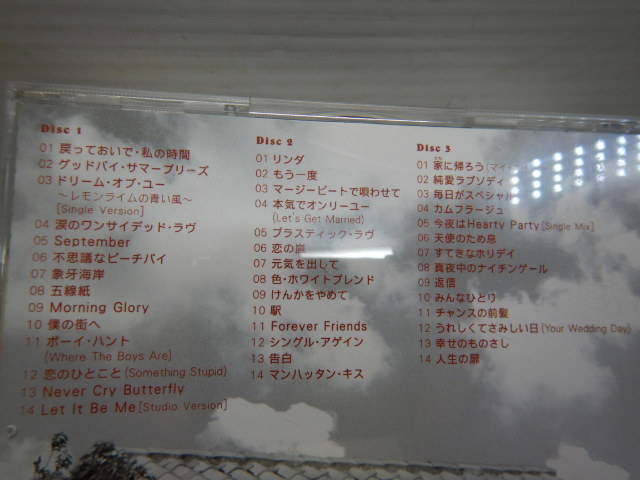 Disc 1
01 戻っておいで・私の時間
02 グッドバイ・サマーブリーズ
03 ドリーム・オブ・ユー
〜レモンライムの青い風〜
[Single Version]
04 涙のワンサイデッド・ラヴ
05 September
06 不思議なピーチパイ
07 象牙海岸
08 五線紙
09 Morning Glory
10 僕の街へ
11 ボーイ・ハント
(Where The Boys Are)
12 恋のひとこと(Something Stupid)
13 Never Cry Butterfly
14 Let It Be Me[Studio Version]
Disc 2
01 リンダ
02 もう一度
03 マージービートで唄わせて
04 本気でオンリーユー
(Let's Get Married)
05 プラスティック・ラヴ
06 恋の嵐
07 元気を出して
08 色・ホワイトブレンド
09 けんかをやめて
10 駅
11 Forever Friends
12 シングル・アゲイン
13 告白
14 マンハッタン・キス
Disc 3
01 家に帰ろう(マイ
02 純愛ラプソディ
03 毎日がスペシャル
04 カムフラージュ
05 今夜はHearty Party[Single Mix]
06 天使のため息
07 すてきなホリデイ
08 真夜中のナイチンゲール
09 返信
10 みんなひとり
11 チャンスの前髪
12 うれしくてさみしい日(Your Wedding Day)
13 幸せのものさし
14 人生の扉